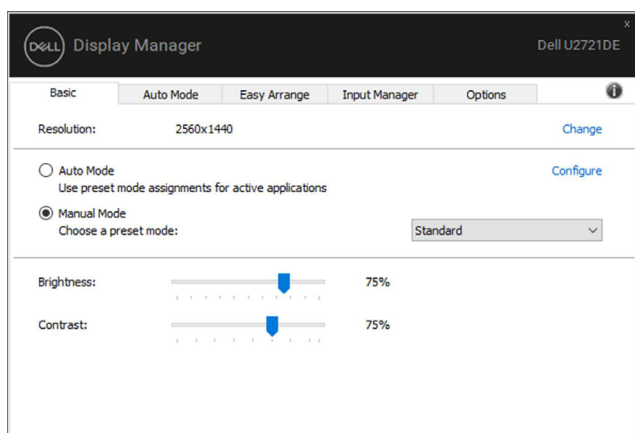 x
DELL Display Manager Dell U2721DE
Basic Auto Mode Easy Arrange Input Manager Options i
Resolution: 2560x1440 Change
Auto Mode Configure
Use preset mode assignments for active applications
Manual Mode
Choose a preset mode: Standard
Brightness: 75%
Contrast: 75%